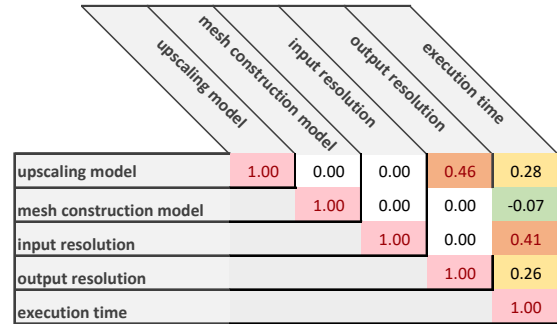 upscaling model
mesh construction model
input resolution
output resolution
execution time
upscaling model 1.00 0.00 0.00 0.46 0.28
mesh construction model 1.00 0.00 0.00 -0.07
input resolution 1.00 0.00 0.41
output resolution 1.00 0.26
execution time 1.00